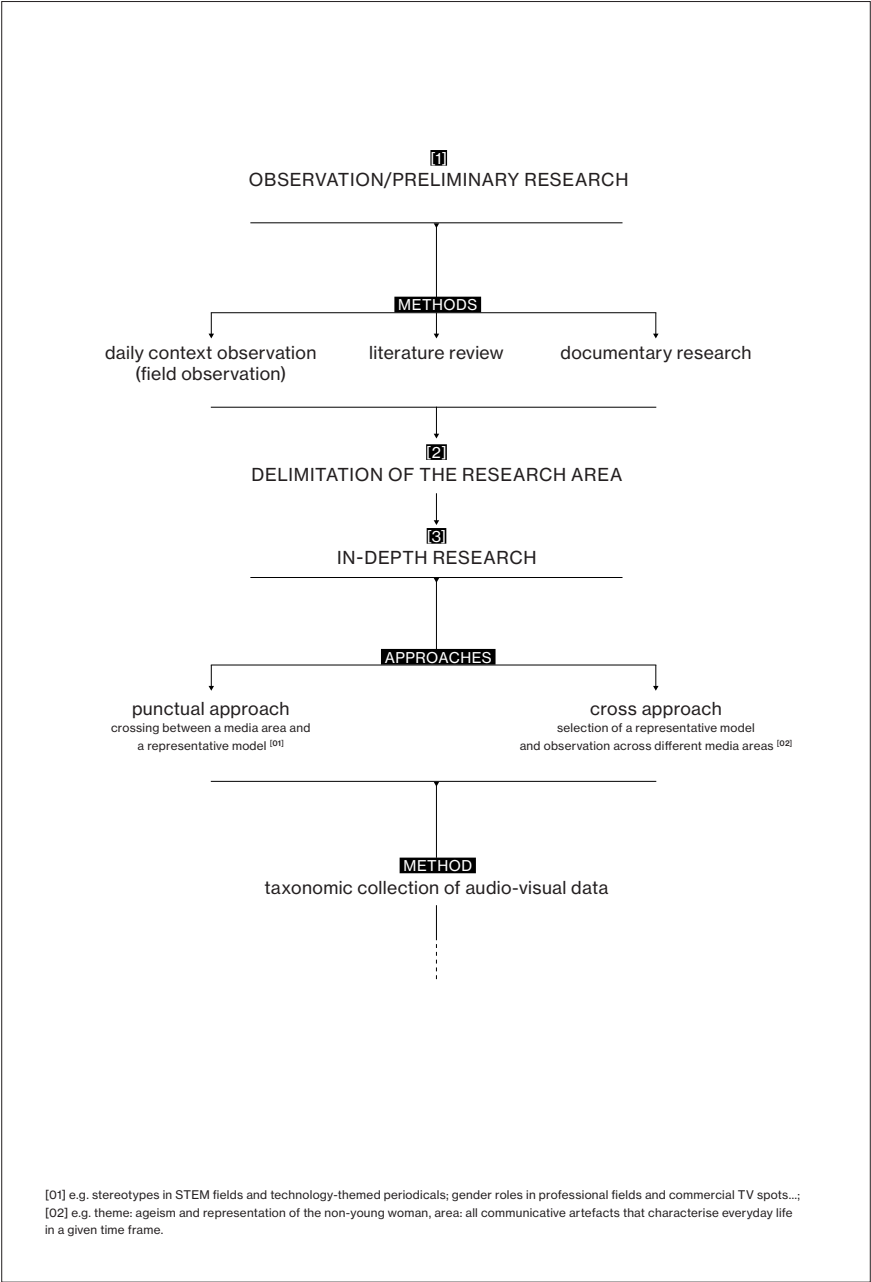 [1]
OBSERVATION/PRELIMINARY RESEARCH
METHODS
daily context observation
(field observation)
literature review
documentary research
[2]
DELIMITATION OF THE RESEARCH AREA
[3]
IN-DEPTH RESEARCH
APPROACHES
punctual approach
crossing between a media area and
a representative model [01]
cross approach
selection of a representative model
and observation across different media areas [02]
METHOD
taxonomic collection of audio-visual data
[01] e.g. stereotypes in STEM fields and technology-themed periodicals; gender roles in professional fields and commercial TV spots...;
[02] e.g. theme: ageism and representation of the non-young woman, area: all communicative artefacts that characterise everyday life
in a given time frame.